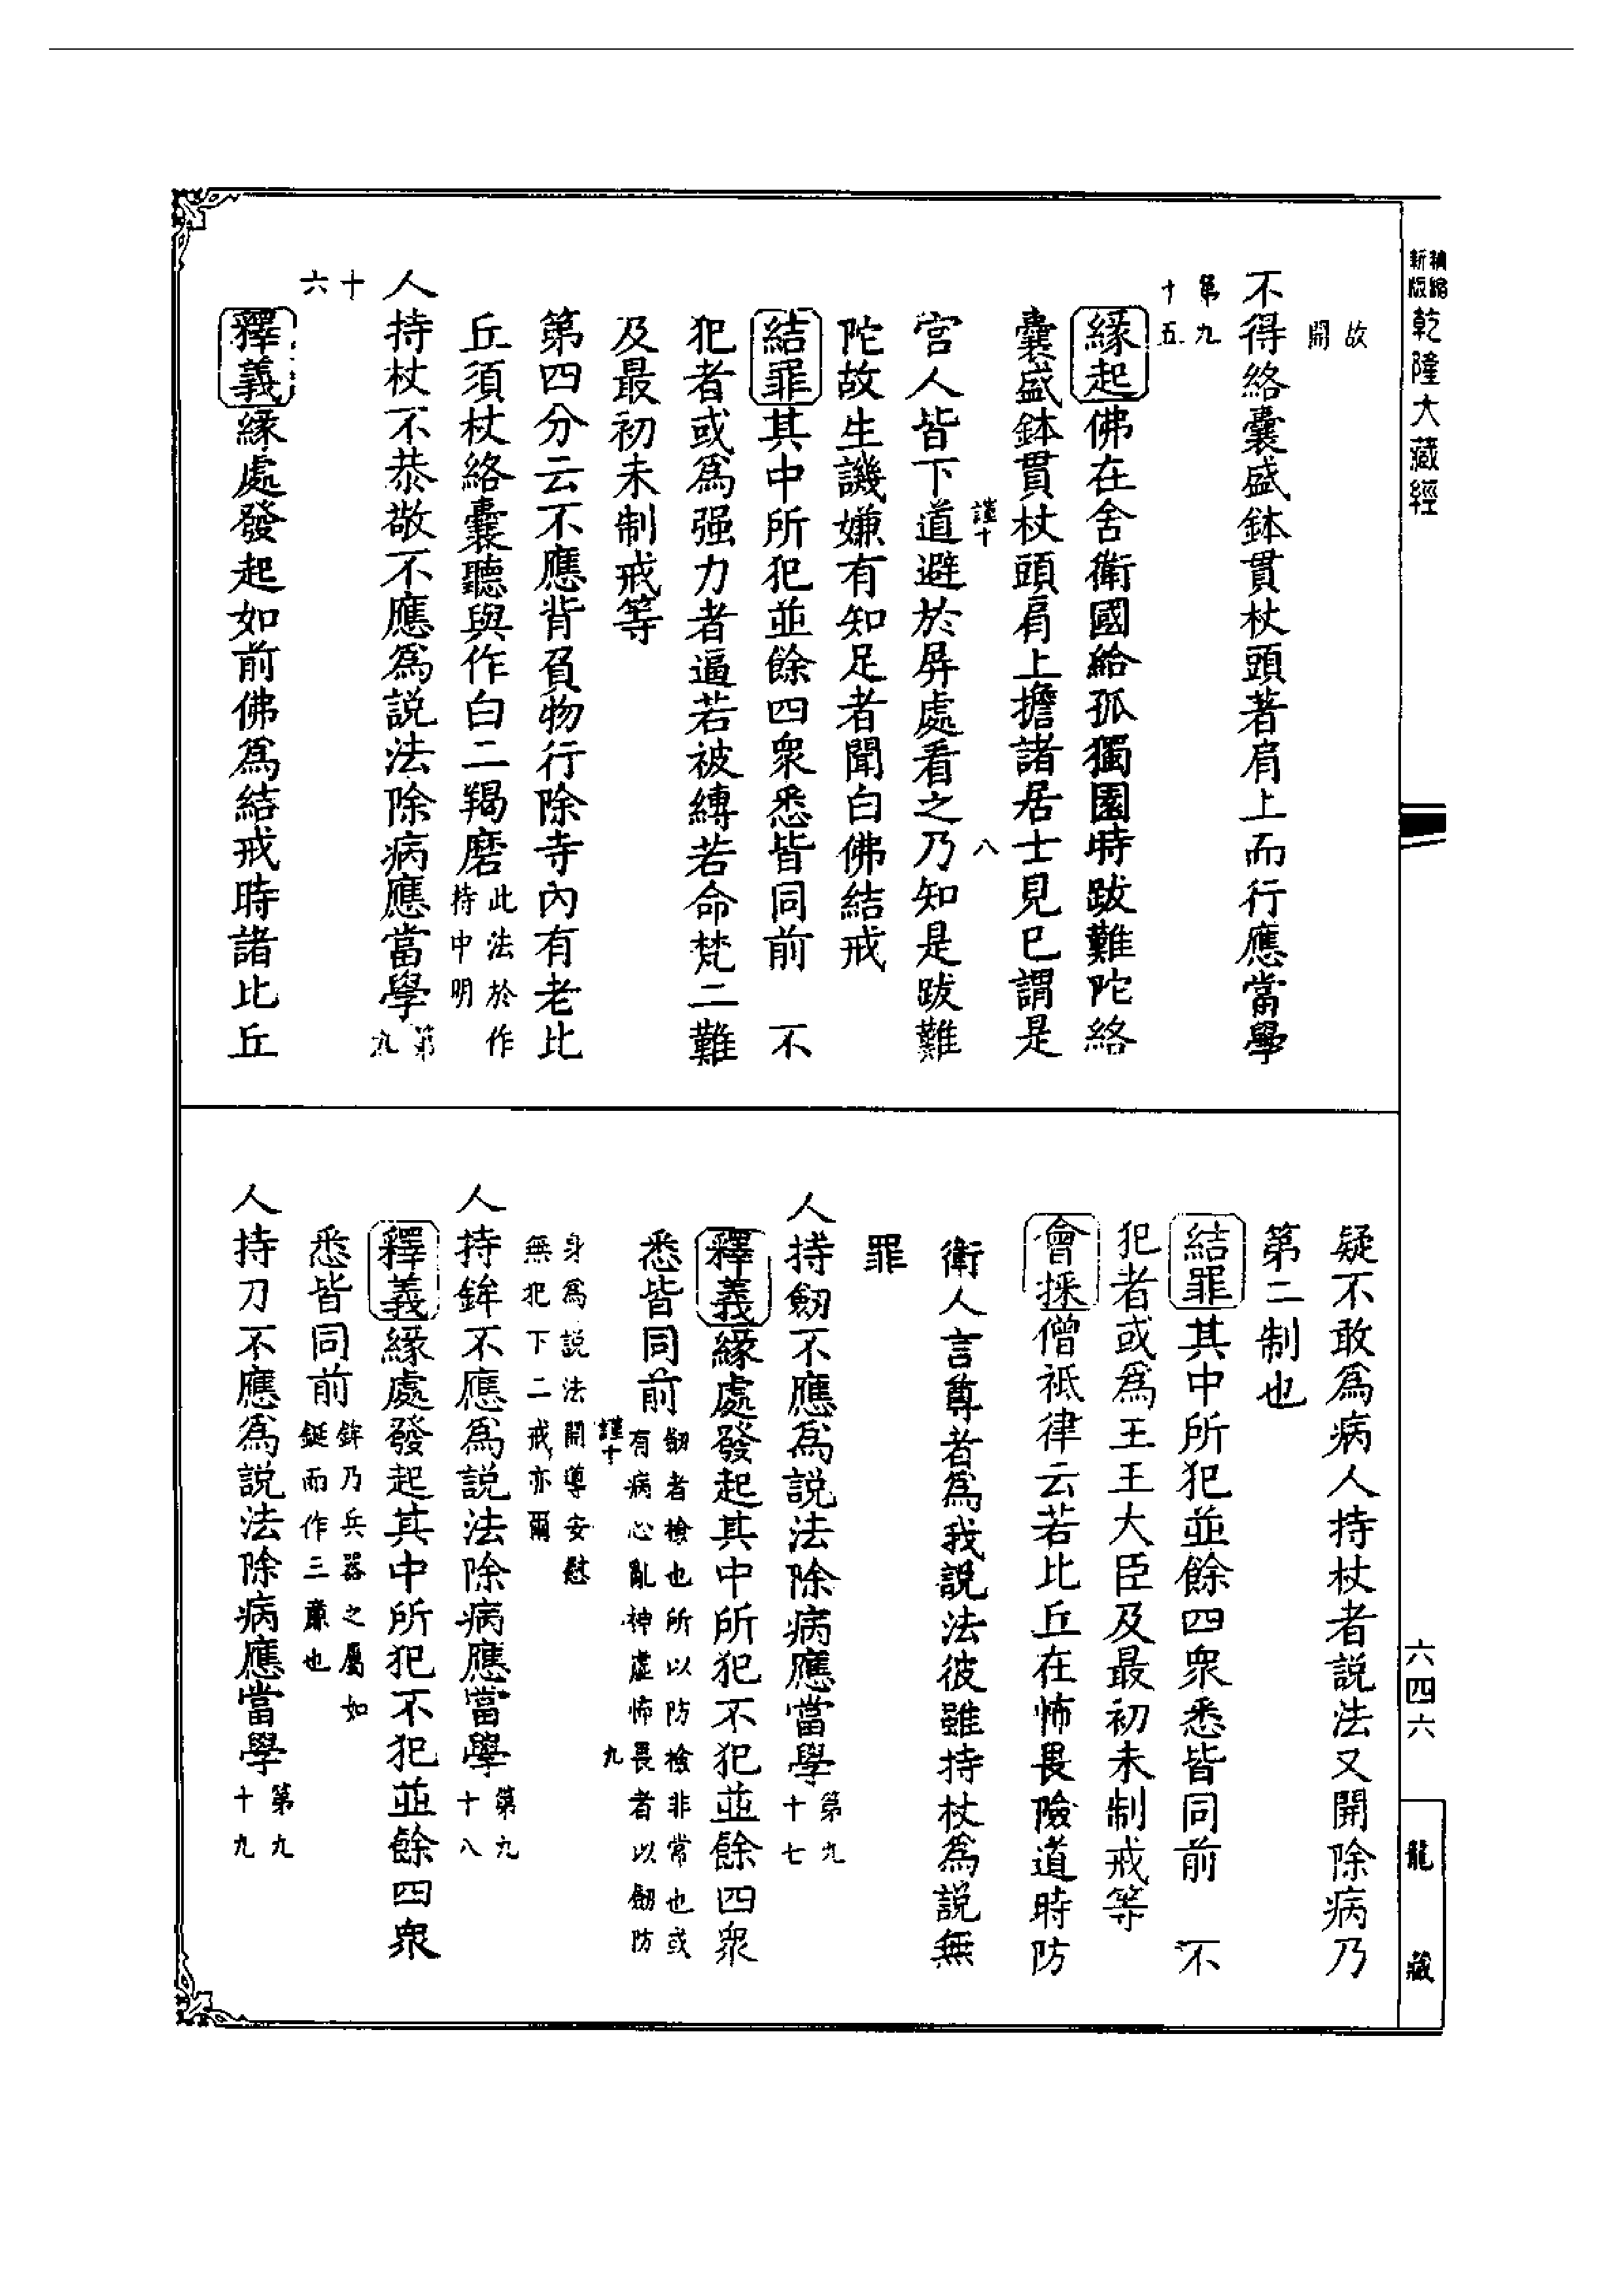 精縮新版乾隆大藏經
六四六
龍藏
故開
不得絡囊盛鉢貫杖頭著肩上而行應當學
第九十五
緣起佛在舍衛國給孤獨園時跋難陀絡
囊盛鉢貫杖頭肩上擔諸居士見已謂是
宮人皆下道避於屏處看之乃知是跋難
謹十 八
陀故生譏嫌有知足者聞白佛結戒
結罪其中所犯並餘四衆悉皆同前 不
犯者或爲强力者逼若被縛若命梵二難
及最初未制戒等
第四分云不應背負物行除寺內有老比
丘須杖絡囊聽與作白二羯磨此法於作持中明
人持杖不恭敬不應爲說法除病應當學第九
十六
釋義緣處發起如前佛爲結戒時諸比丘
疑不敢爲病人持杖者說法又開除病乃
第二制也
結罪其中所犯並餘四衆悉皆同前 不
犯者或爲王王大臣及最初未制戒等
會採僧祇律云若比丘在怖畏險道時防
衛人言尊者爲我說法彼雖持杖爲說無
罪
人持劒不應爲說法除病應當學第九十七
釋義緣處發起其中所犯不犯並餘四衆
悉皆同前劒者檢也所以防檢非常也或有病心亂神虛怖畏者以劒防
謹十 九
身爲說法開導安慰無犯下二戒亦爾
人持鉾不應爲說法除病應當學第九十八
釋義緣處發起其中所犯不犯並餘四衆
悉皆同前鉾乃兵器之屬如鋋而作三廉也
人持刀不應爲說法除病應當學第九十九